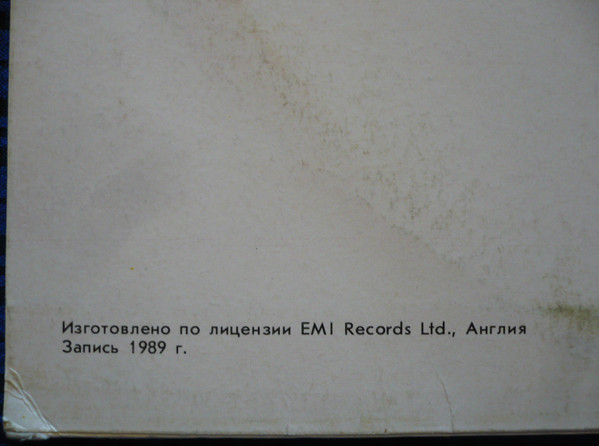 Изготовлено по лицензии EMI Records Ltd., Англия
Запись 1989 г.